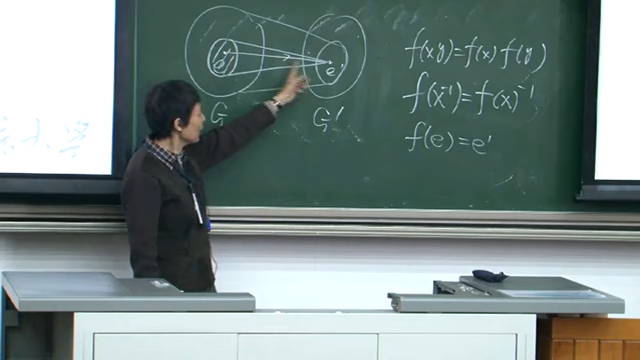 e
e'
G
G'
f(xy)=f(x)f(y)
f(x⁻¹)=f(x)⁻¹
f(e)=e'